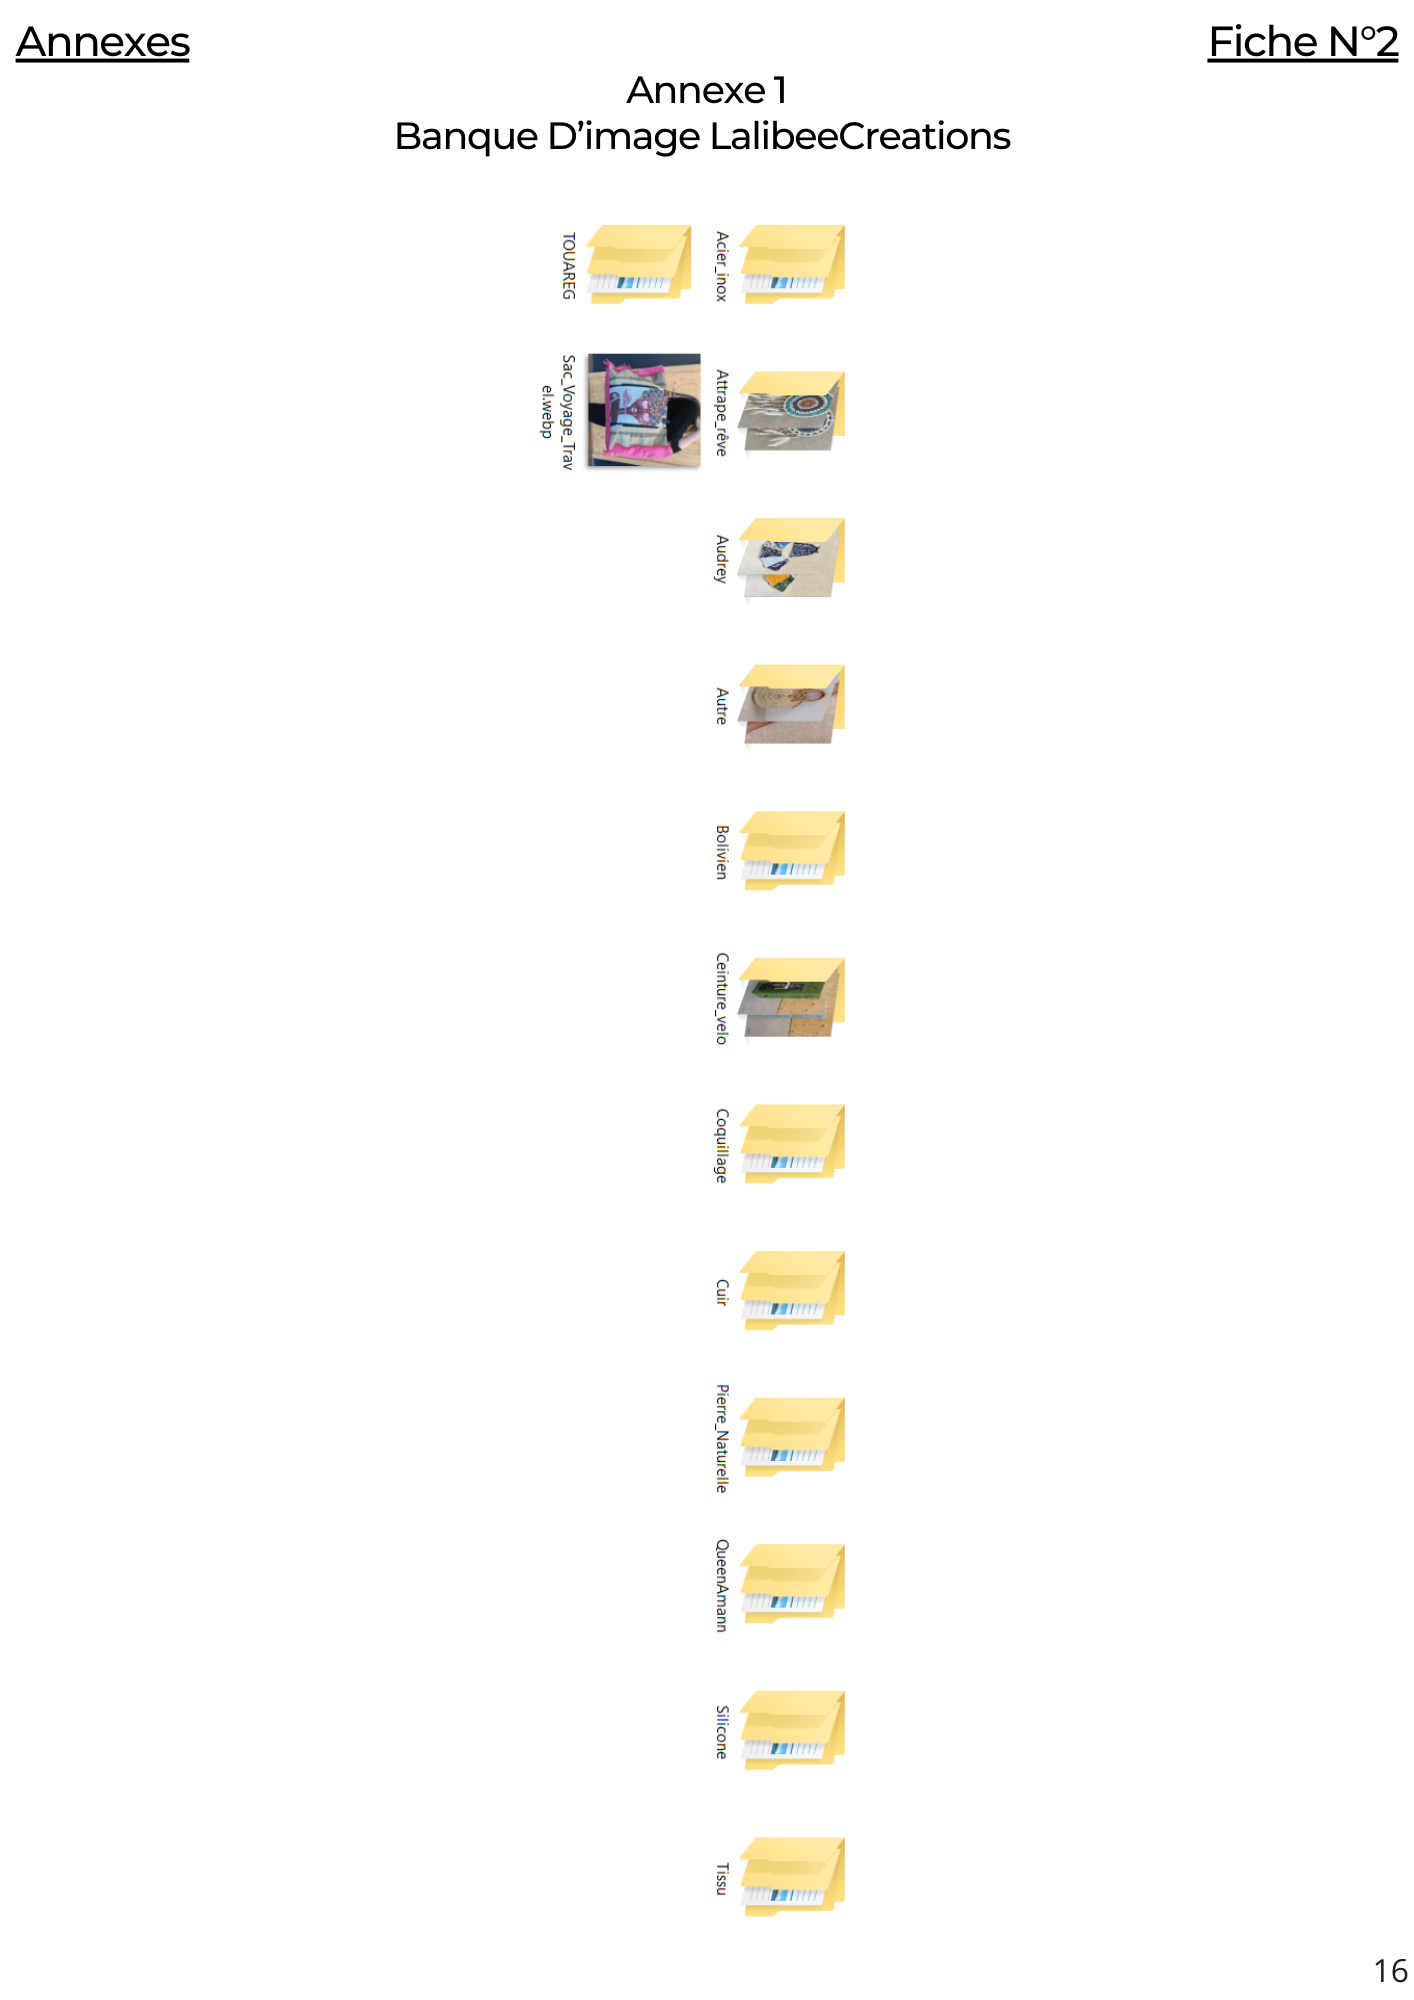 Annexes
Fiche N°2
Annexe 1
Banque D’image LalibeeCreations
Acier_inox
Attrape_rêve
Audrey
Autre
Bolivien
Ceinture_velo
Coquillage
Cuir
Pierre_Naturelle
QueenAmann
Silicone
Tissu
TOUAREG
Sac_Voyage_Trav
el.webp
16